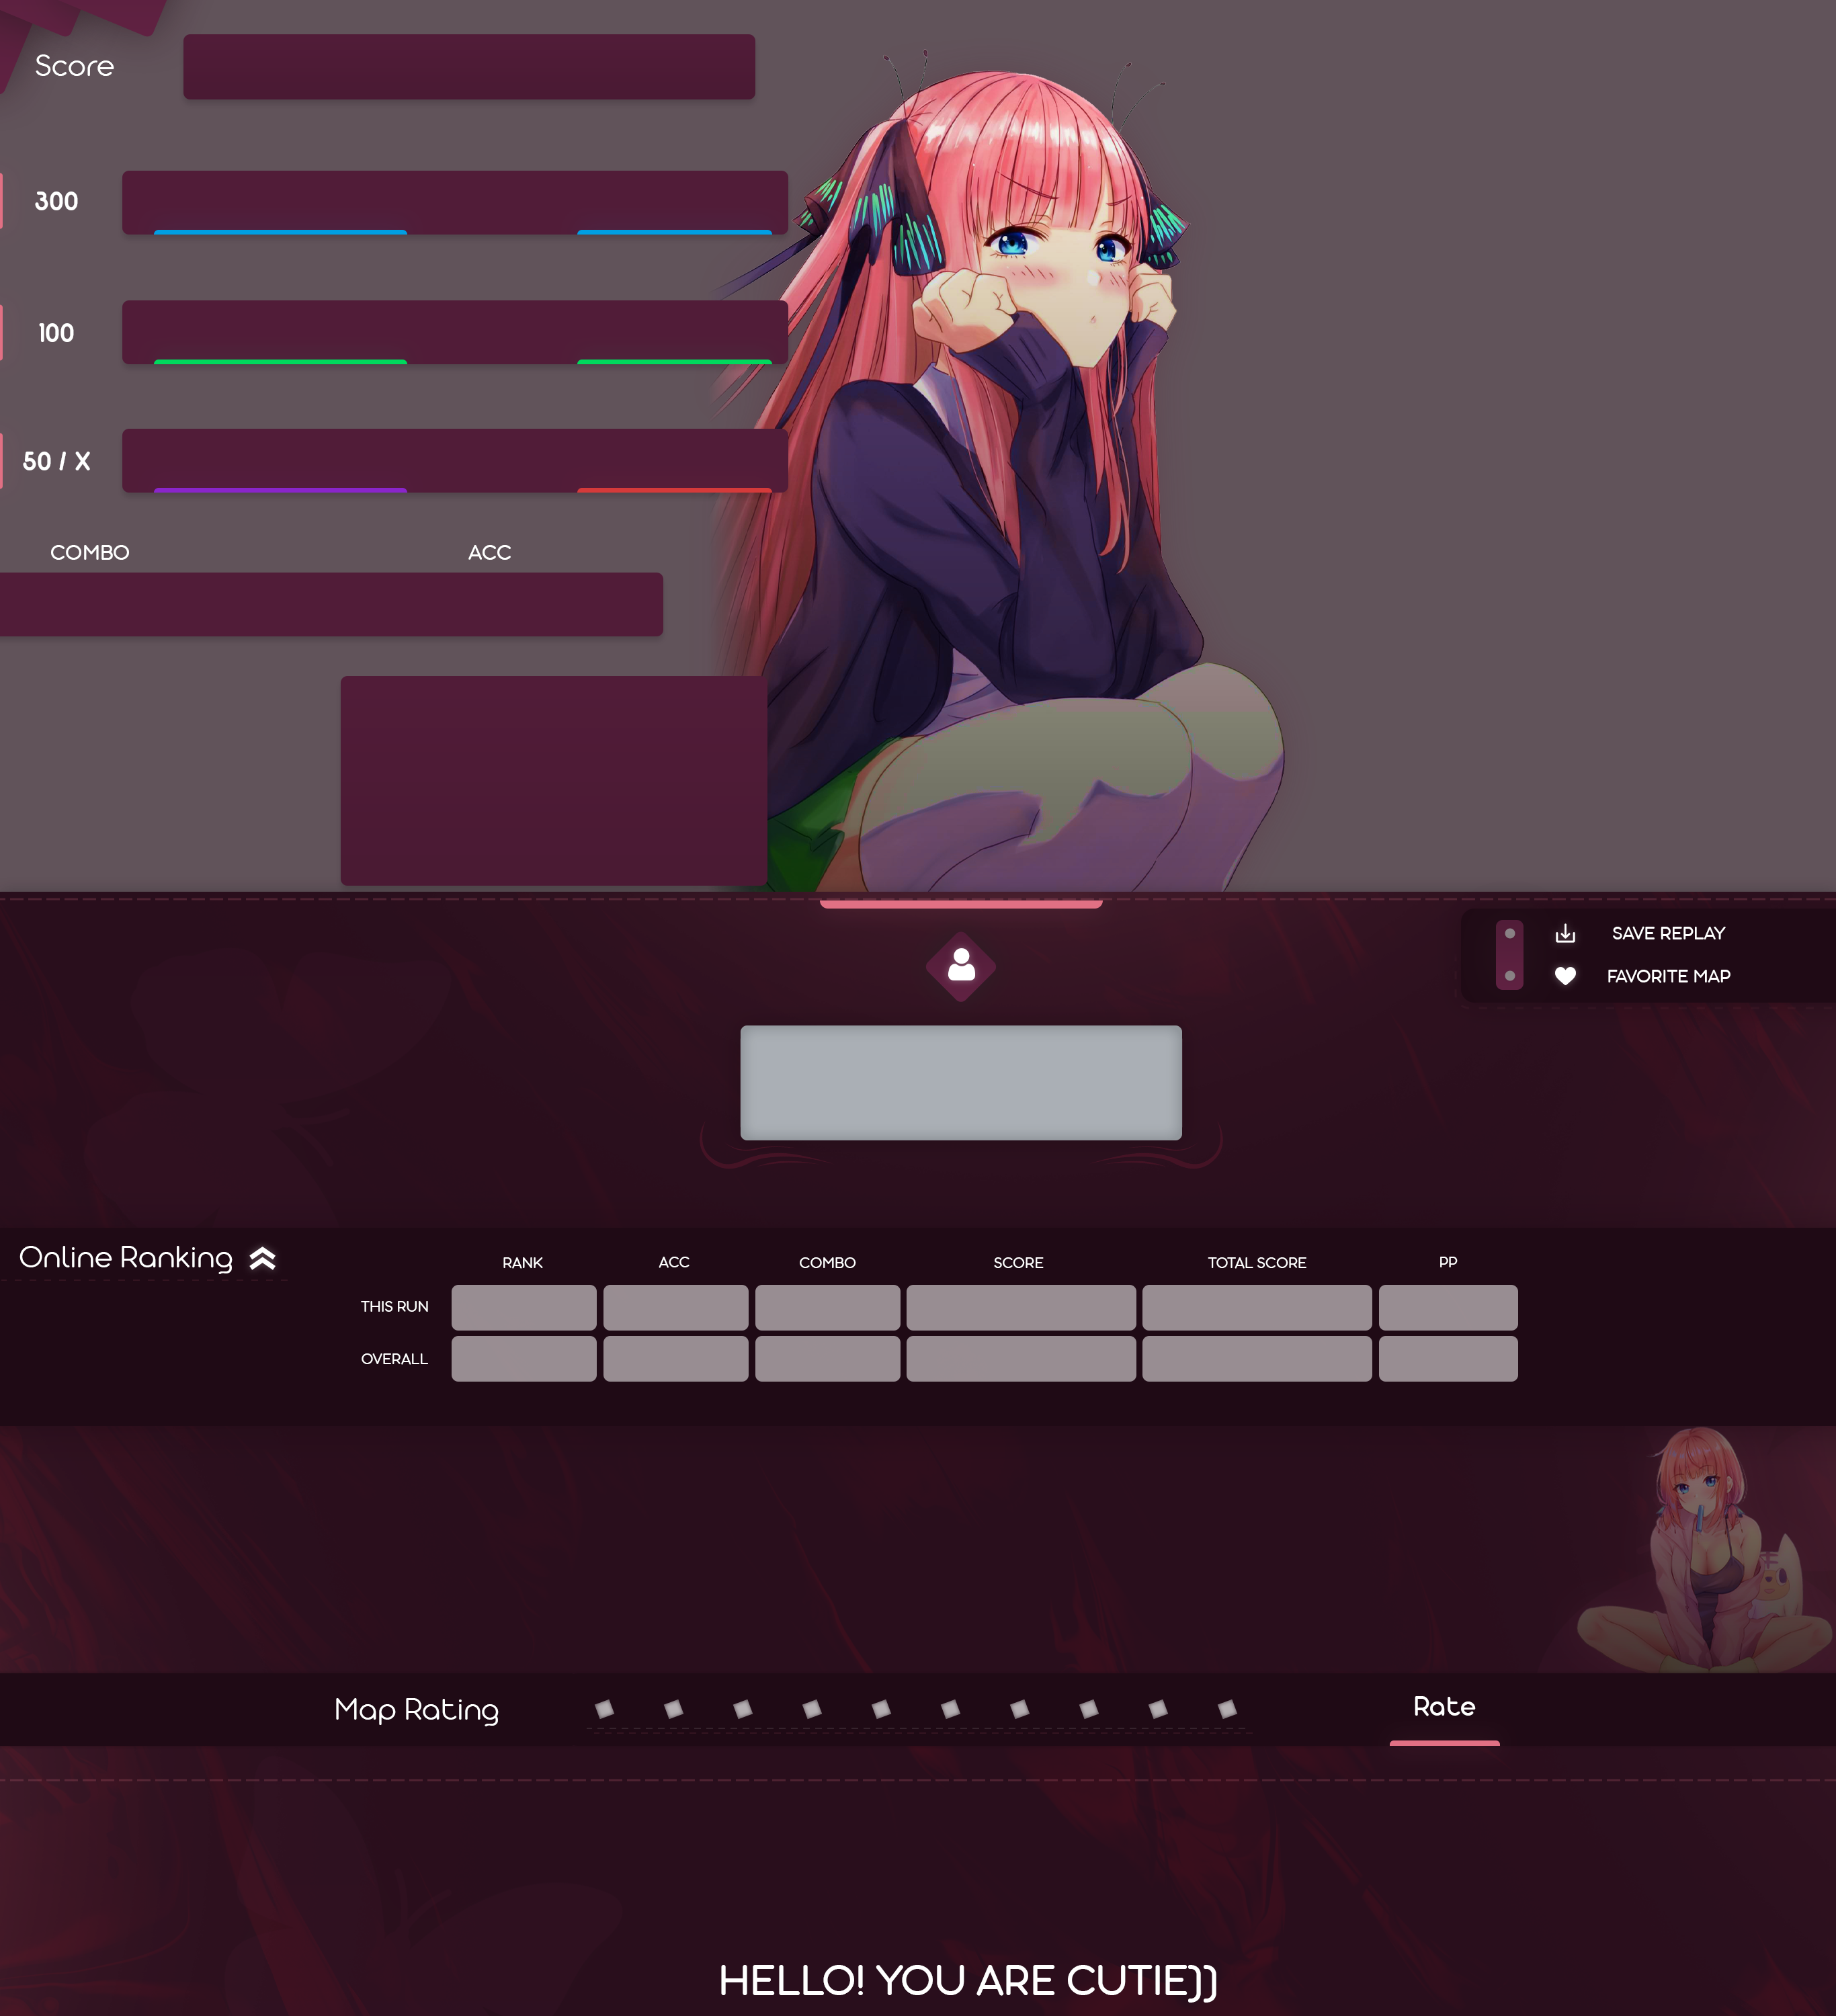 Score
300
100
50 / X
COMBO ACC
SAVE REPLAY
FAVORITE MAP
Online Ranking
RANK ACC COMBO SCORE TOTAL SCORE PP
THIS RUN
OVERALL
Map Rating Rate
HELLO! YOU ARE CUTIE))